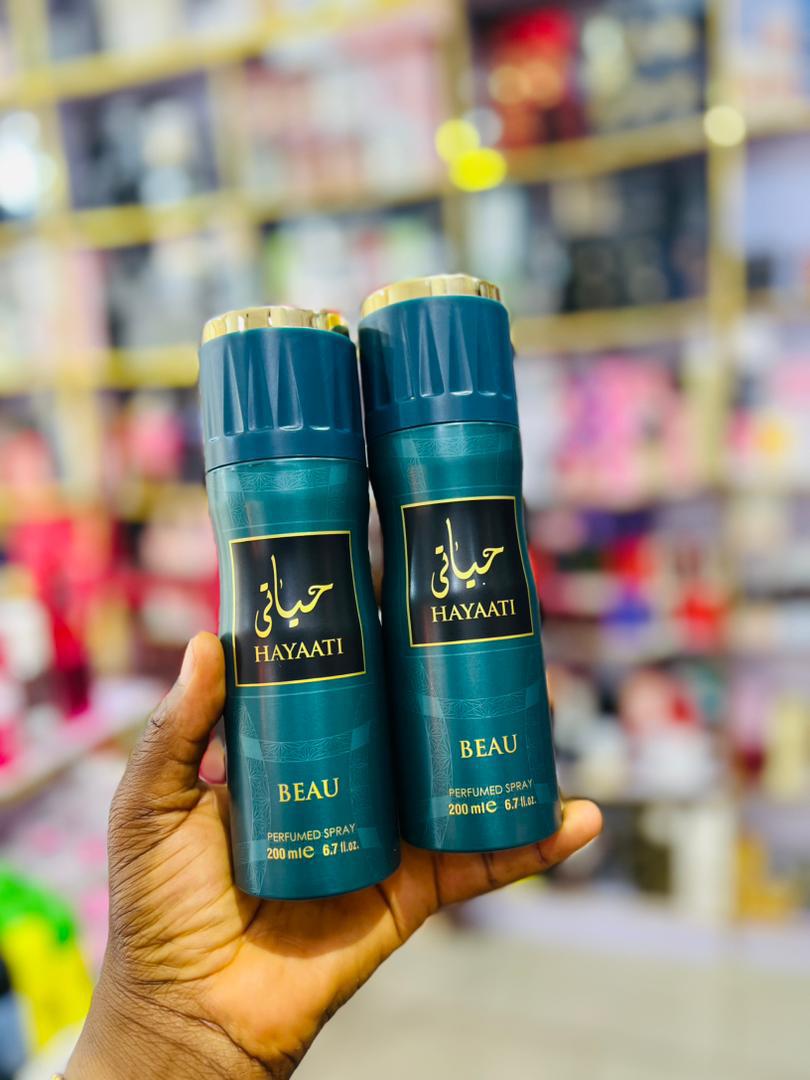 حياتي
HAYAATI
BEAU
PERFUMED SPRAY
200 ml℮ 6.7 fl.oz.
حياتي
HAYAATI
BEAU
PERFUMED SPRAY
200 ml℮ 6.7 fl.oz.